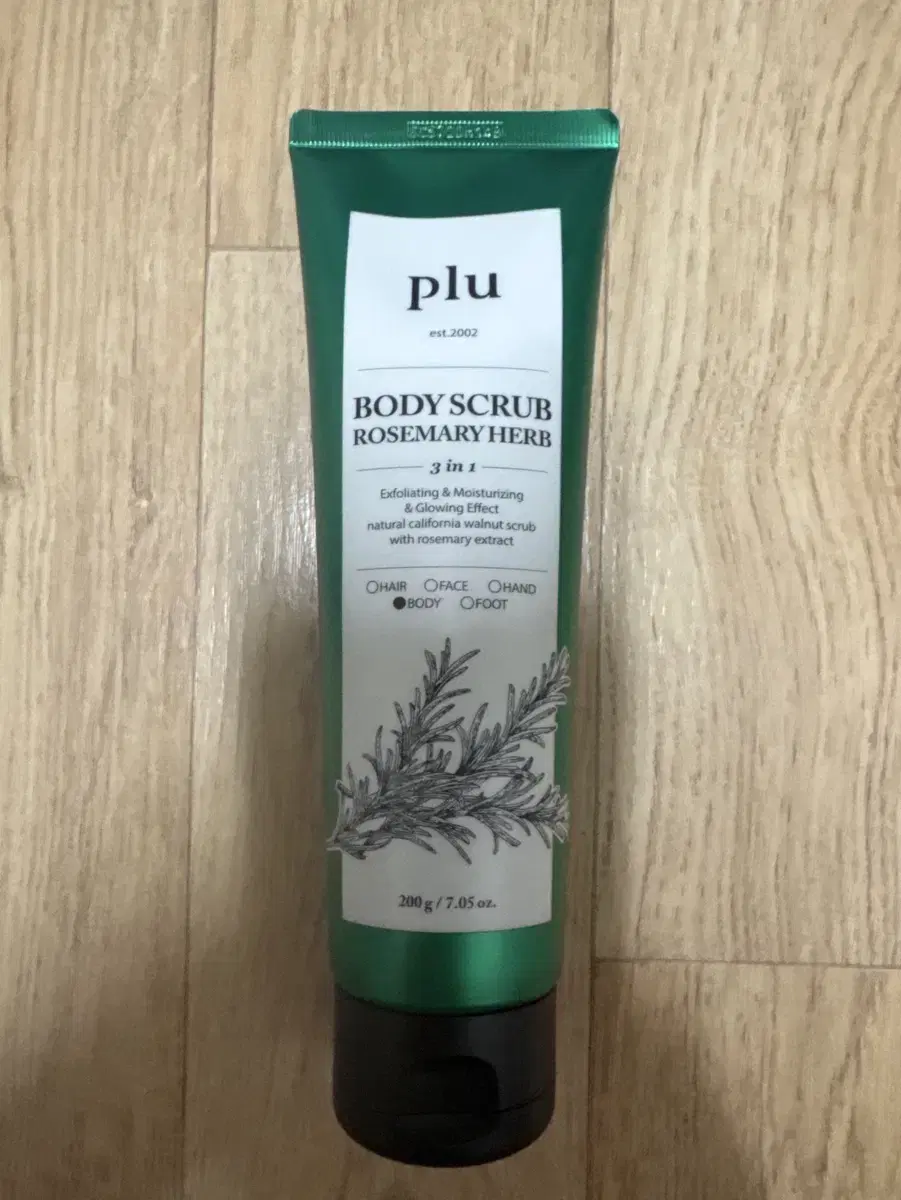 plu
est.2002
BODY SCRUB
ROSEMARY HERB
3 in 1
Exfoliating & Moisturizing
& Glowing Effect
natural california walnut scrub
with rosemary extract
○HAIR ○FACE ○HAND
●BODY ○FOOT
200 g / 7.05 oz.